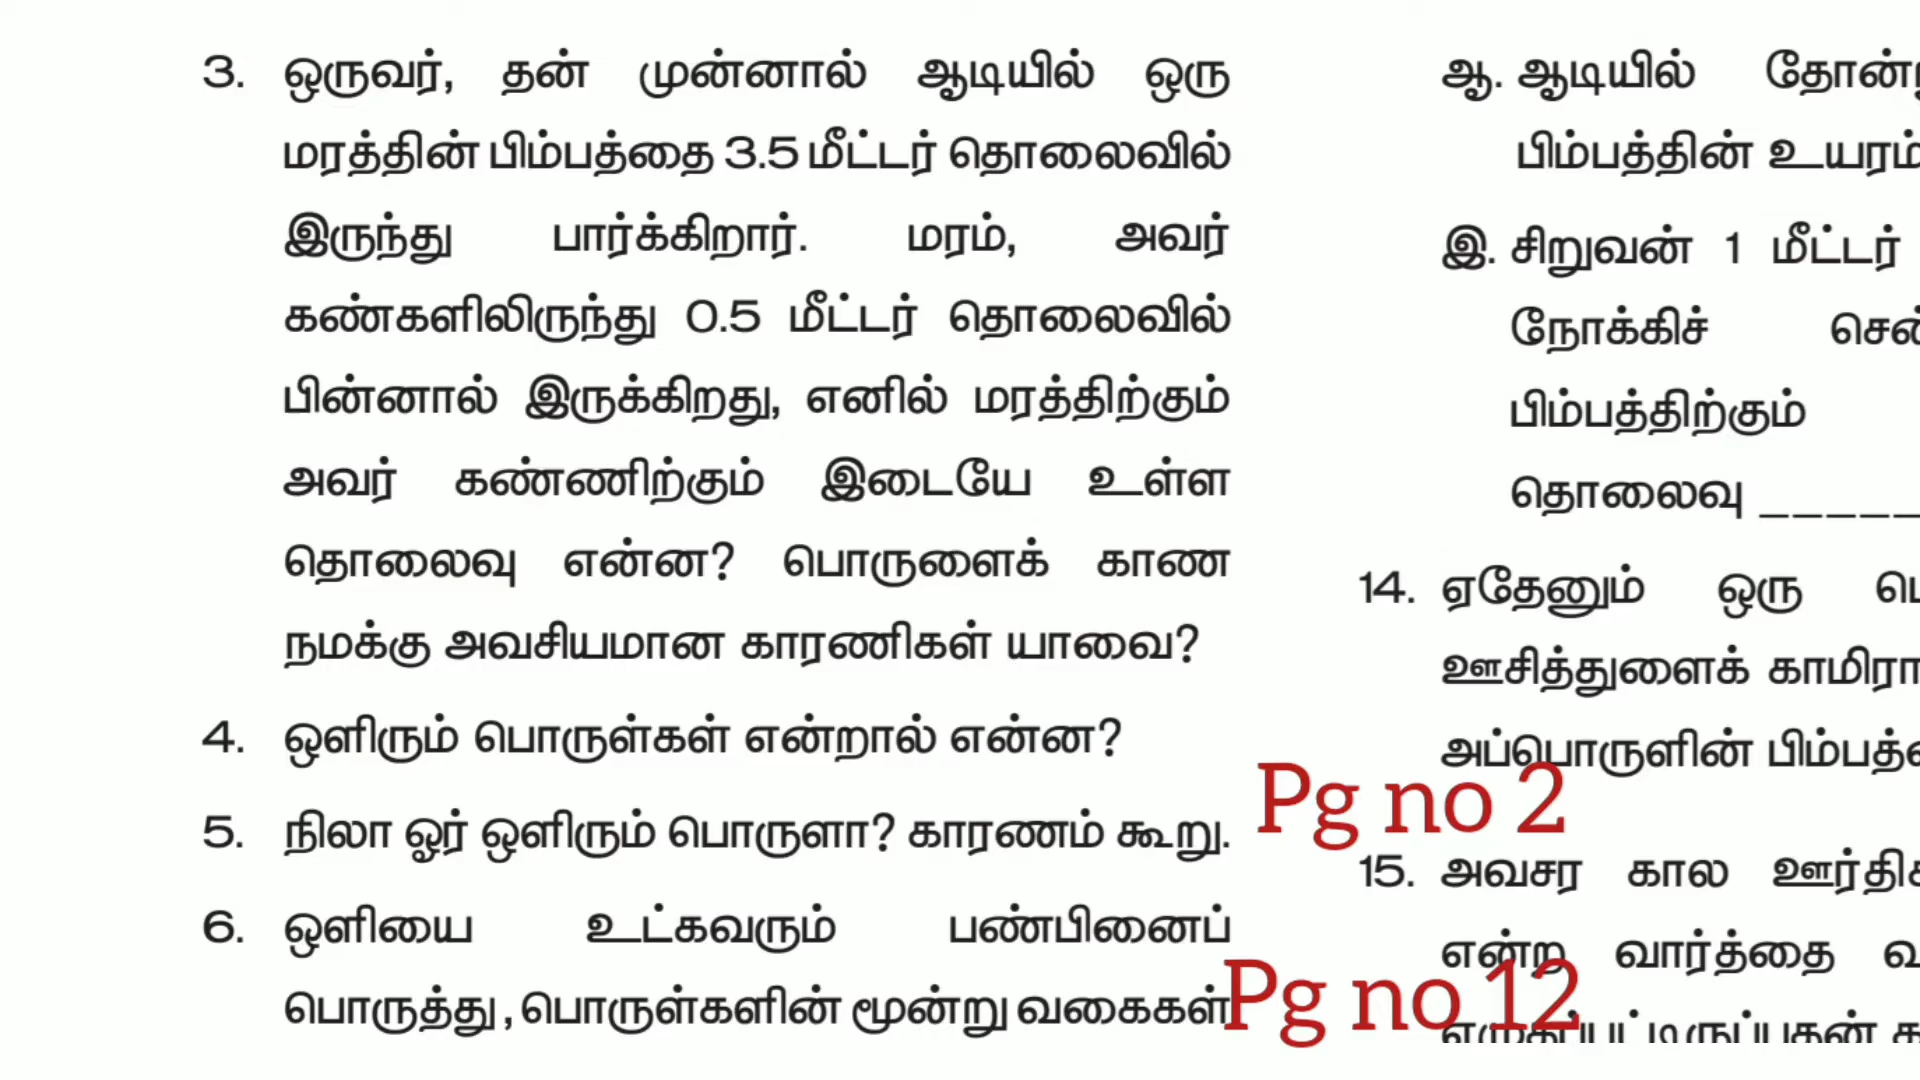 3. ஒருவர், தன் முன்னால் ஆடியில் ஒரு
மரத்தின் பிம்பத்தை 3.5 மீட்டர் தொலைவில்
இருந்து பார்க்கிறார். மரம், அவர்
கண்களிலிருந்து 0.5 மீட்டர் தொலைவில்
பின்னால் இருக்கிறது, எனில் மரத்திற்கும்
அவர் கண்ணிற்கும் இடையே உள்ள
தொலைவு என்ன? பொருளைக் காண
நமக்கு அவசியமான காரணிகள் யாவை?
4. ஒளிரும் பொருள்கள் என்றால் என்ன?
5. நிலா ஓர் ஒளிரும் பொருளா? காரணம் கூறு.
Pg no 2
6. ஒளியை உட்கவரும் பண்பினைப்
பொருத்து , பொருள்களின் மூன்று வகைகள்
Pg no 12
ஆ. ஆடியில்
பிம்பத்தின் உயரம்
இ. சிறுவன் 1 மீட்டர்
நோக்கிச்
பிம்பத்திற்கும்
தொலைவு ______
14. ஏதேனும் ஒரு
ஊசித்துளைக் காமிரா
அப்பொருளின்
15. அவசர கால
என்ற வார்த்தை